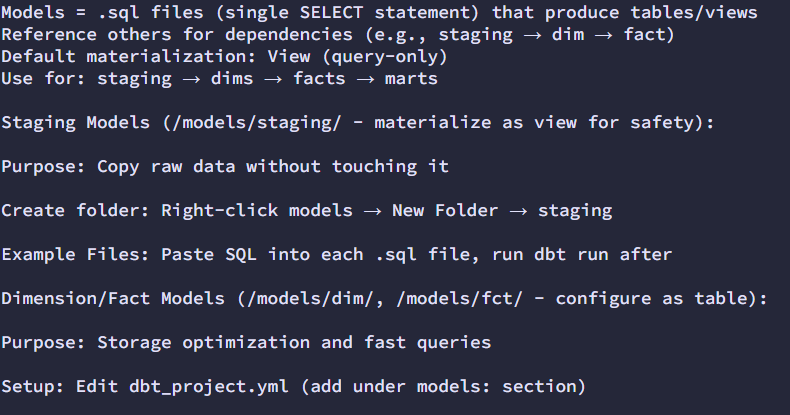 Models = .sql files (single SELECT statement) that produce tables/views
Reference others for dependencies (e.g., staging → dim → fact)
Default materialization: View (query-only)
Use for: staging → dims → facts → marts
Staging Models (/models/staging/ - materialize as view for safety):
Purpose: Copy raw data without touching it
Create folder: Right-click models → New Folder → staging
Example Files: Paste SQL into each .sql file, run dbt run after
Dimension/Fact Models (/models/dim/, /models/fct/ - configure as table):
Purpose: Storage optimization and fast queries
Setup: Edit dbt_project.yml (add under models: section)